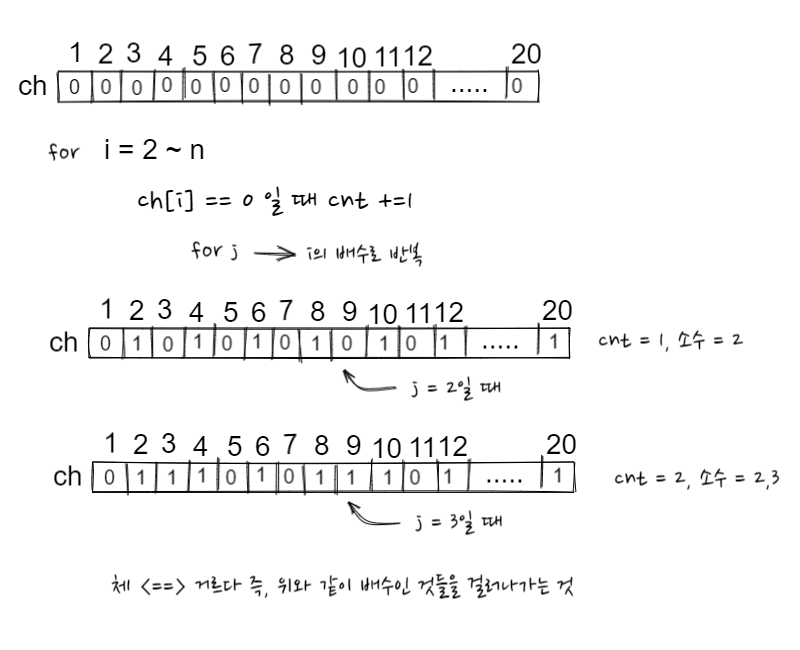 1 2 3 4 5 6 7 8 9 10 11 12 20
ch 0 0 0 0 0 0 0 0 0 0 0 0 ..... 0
for i = 2 ~ n
ch[i] == 0 일 때 cnt +=1
for j → i의 배수로 반복
1 2 3 4 5 6 7 8 9 10 11 12 20
ch 0 1 0 1 0 1 0 1 0 1 0 1 ..... 1 cnt = 1, 소수 = 2
j = 2일 때
1 2 3 4 5 6 7 8 9 10 11 12 20
ch 0 1 1 1 0 1 0 1 1 1 0 1 ..... 1 cnt = 2, 소수 = 2,3
j = 3일 때
체 <==> 거르다 즉, 위와 같이 배수인 것들을 걸러나가는 것